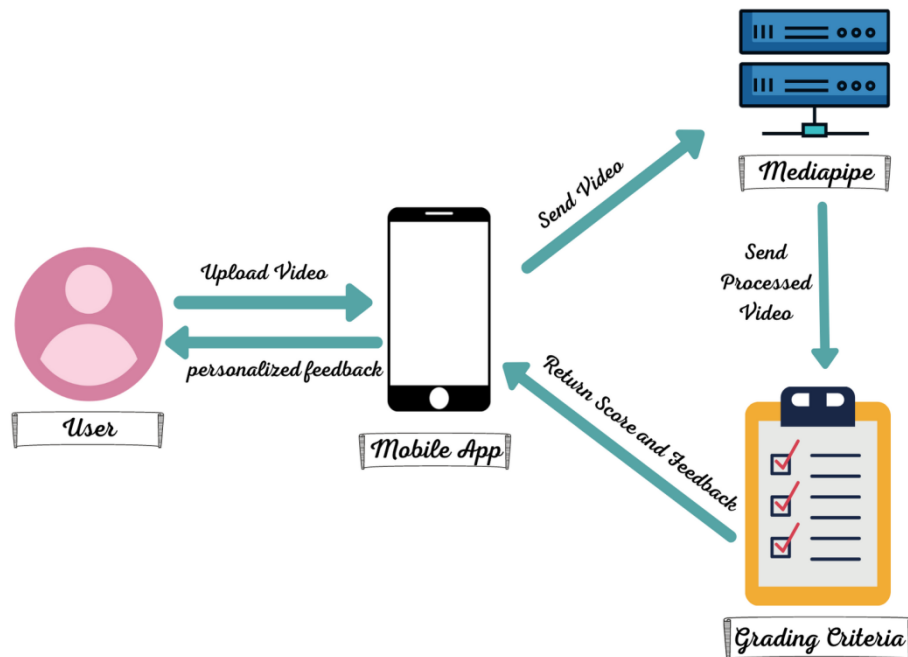 Mediapipe
Send Video
Send
Processed
Video
Upload Video
personalized feedback
User
Mobile App
Return Score and Feedback
Grading Criteria